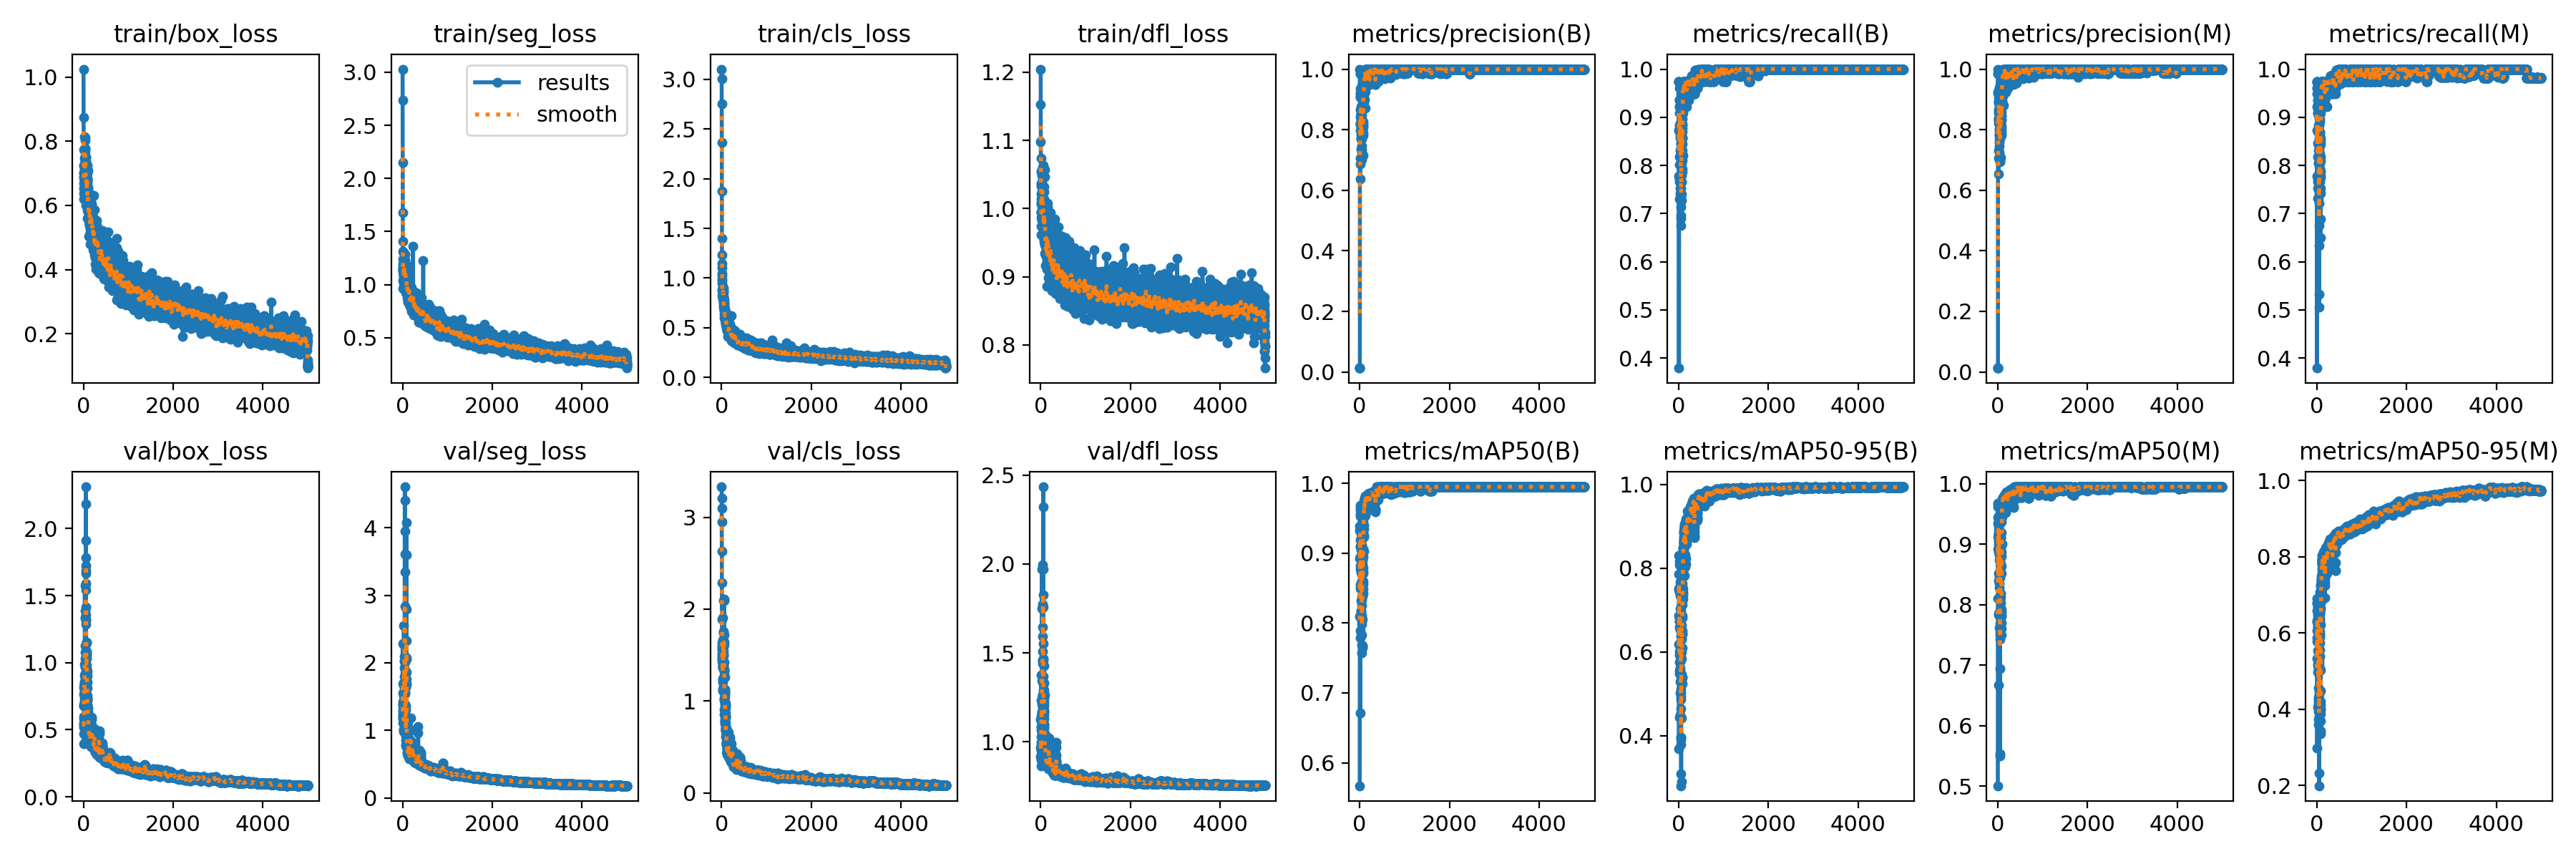 train/box_loss
train/seg_loss
train/cls_loss
train/dfl_loss
metrics/precision(B)
metrics/recall(B)
metrics/precision(M)
metrics/recall(M)
results
smooth
1.0
0.8
0.6
0.4
0.2
0 2000 4000
3.0
2.5
2.0
1.5
1.0
0.5
0 2000 4000
3.0
2.5
2.0
1.5
1.0
0.5
0.0
0 2000 4000
1.2
1.1
1.0
0.9
0.8
0 2000 4000
1.0
0.8
0.6
0.4
0.2
0.0
0 2000 4000
1.0
0.9
0.8
0.7
0.6
0.5
0.4
0 2000 4000
1.0
0.8
0.6
0.4
0.2
0.0
0 2000 4000
1.0
0.9
0.8
0.7
0.6
0.5
0.4
0 2000 4000
val/box_loss
val/seg_loss
val/cls_loss
val/dfl_loss
metrics/mAP50(B)
metrics/mAP50-95(B)
metrics/mAP50(M)
metrics/mAP50-95(M)
2.0
1.5
1.0
0.5
0.0
0 2000 4000
4
3
2
1
0
0 2000 4000
3
2
1
0
0 2000 4000
2.5
2.0
1.5
1.0
0 2000 4000
1.0
0.9
0.8
0.7
0.6
0 2000 4000
1.0
0.8
0.6
0.4
0 2000 4000
1.0
0.9
0.8
0.7
0.6
0.5
0 2000 4000
1.0
0.8
0.6
0.4
0.2
0 2000 4000